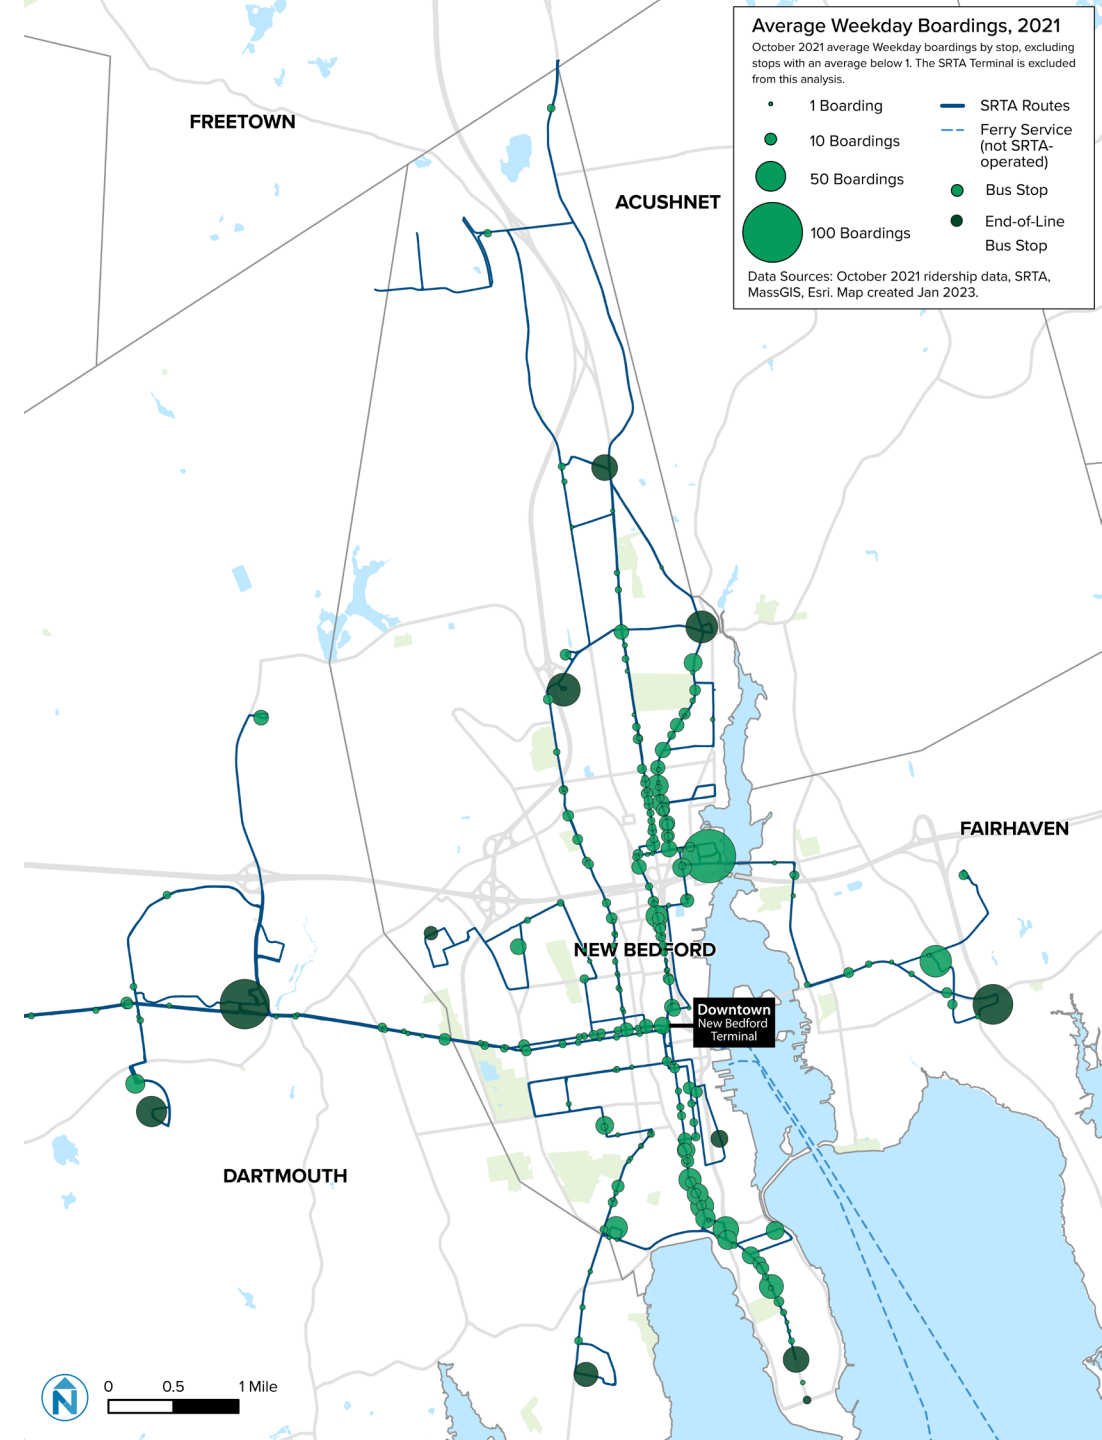 Average Weekday Boardings, 2021
October 2021 average Weekday boardings by stop, excluding
stops with an average below 1. The SRTA Terminal is excluded
from this analysis.
1 Boarding
10 Boardings
50 Boardings
100 Boardings
SRTA Routes
Ferry Service
(not SRTA-
operated)
Bus Stop
End-of-Line
Bus Stop
Data Sources: October 2021 ridership data, SRTA,
MassGIS, Esri. Map created Jan 2023.
FREETOWN
ACUSHNET
FAIRHAVEN
NEW BEDFORD
Downtown
New Bedford
Terminal
DARTMOUTH
N
0 0.5 1 Mile